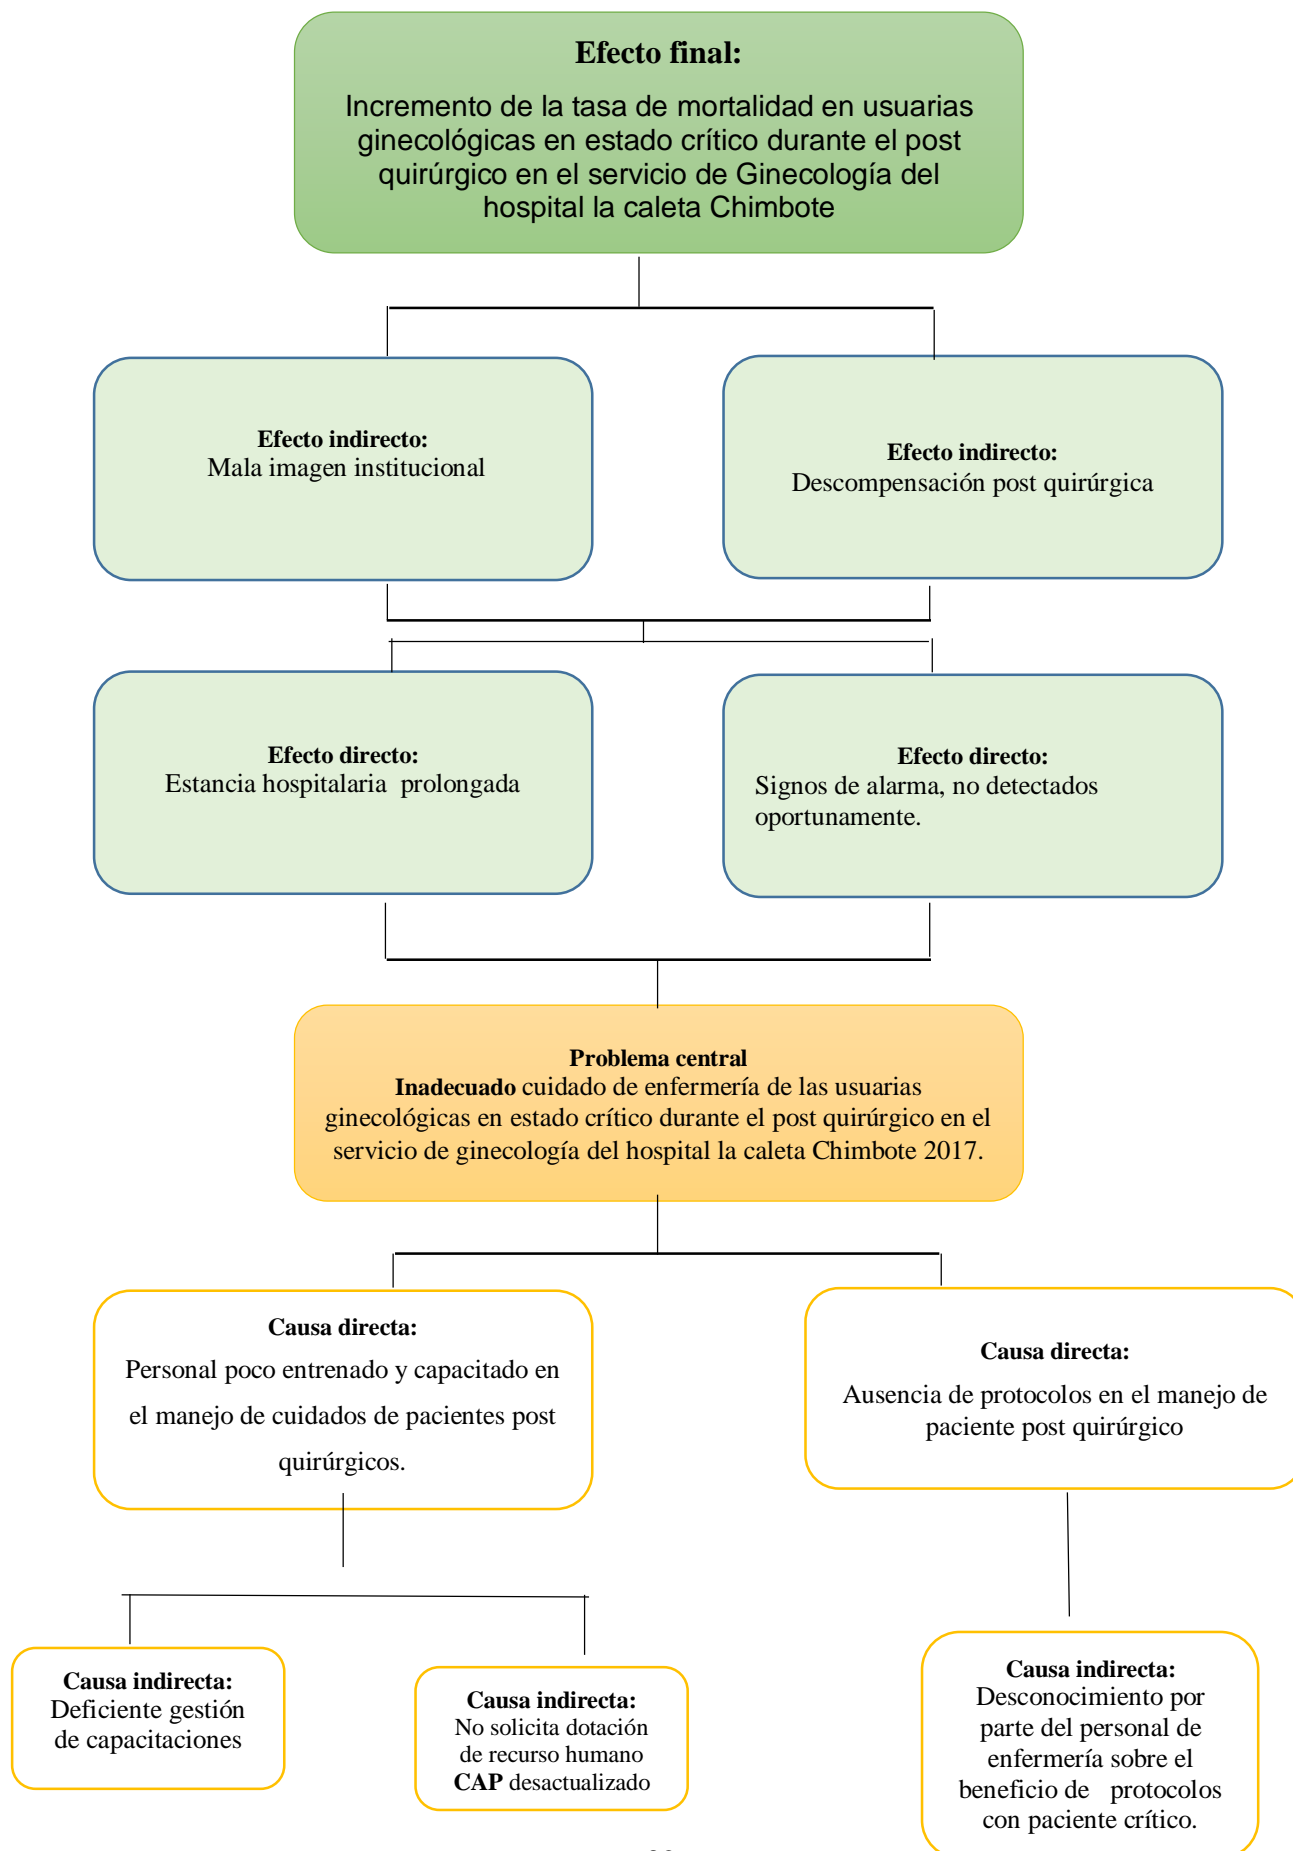 Efecto final:
Incremento de la tasa de mortalidad en usuarias
ginecológicas en estado crítico durante el post
quirúrgico en el servicio de Ginecología del
hospital la caleta Chimbote
Efecto indirecto:
Mala imagen institucional
Efecto indirecto:
Descompensación post quirúrgica
Efecto directo:
Estancia hospitalaria  prolongada
Efecto directo:
Signos de alarma, no detectados
oportunamente.
Problema central
Inadecuado cuidado de enfermería de las usuarias
ginecológicas en estado crítico durante el post quirúrgico en el
servicio de ginecología del hospital la caleta Chimbote 2017.
Causa directa:
Personal poco entrenado y capacitado en
el manejo de cuidados de pacientes post
quirúrgicos.
Causa directa:
Ausencia de protocolos en el manejo de
paciente post quirúrgico
Causa indirecta:
Deficiente gestión
de capacitaciones
Causa indirecta:
No solicita dotación
de recurso humano
CAP desactualizado
Causa indirecta:
Desconocimiento por
parte del personal de
enfermería sobre el
beneficio de   protocolos
con paciente crítico.